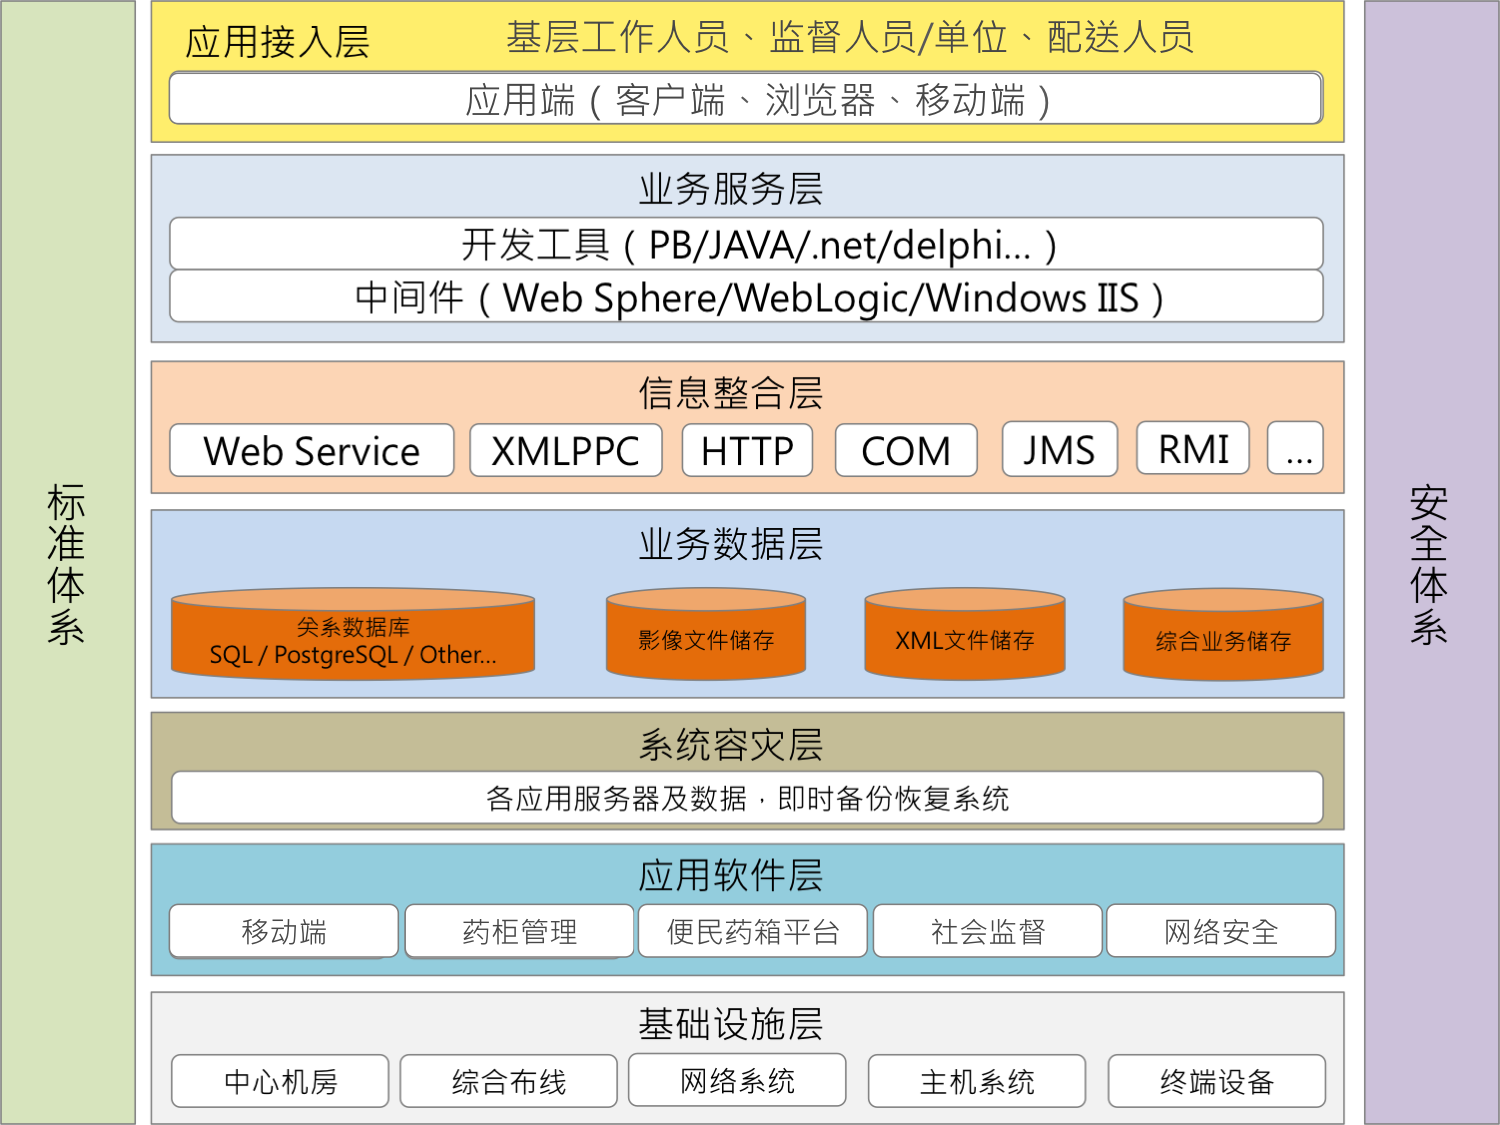 标准体系
应用接入层
基层工作人员、监督人员/单位、配送人员
应用端（客户端、浏览器、移动端）
业务服务层
开发工具（PB/JAVA/.net/delphi...）
中间件（Web Sphere/WebLogic/Windows IIS）
信息整合层
Web Service
XMLPPC
HTTP
COM
JMS
RMI
...
业务数据层
关系数据库
SQL / PostgreSQL / Other...
影像文件储存
XML文件储存
综合业务储存
系统容灾层
各应用服务器及数据，即时备份恢复系统
应用软件层
移动端
药柜管理
便民药箱平台
社会监督
网络安全
基础设施层
中心机房
综合布线
网络系统
主机系统
终端设备
安全体系